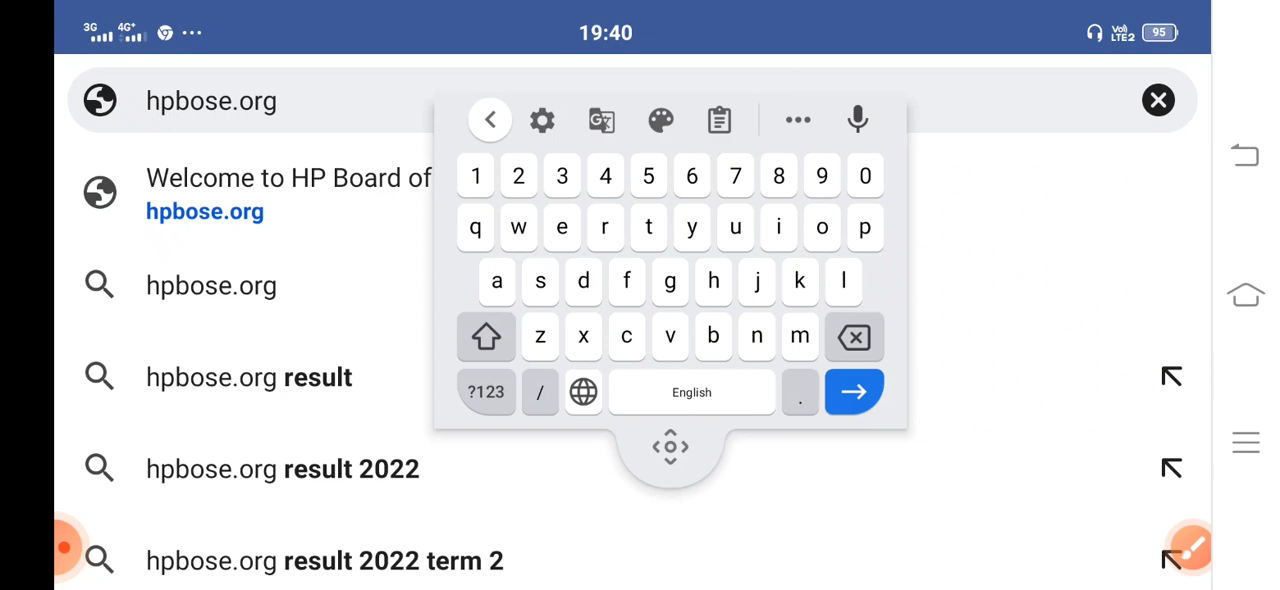 3G 4G+ ... 19:40 Vo) LTE2 95
hpbose.org
Welcome to HP Board of
hpbose.org
hpbose.org
hpbose.org result
hpbose.org result 2022
hpbose.org result 2022 term 2
1 2 3 4 5 6 7 8 9 0
q w e r t y u i o p
a s d f g h j k l
z x c v b n m
?123 / English .